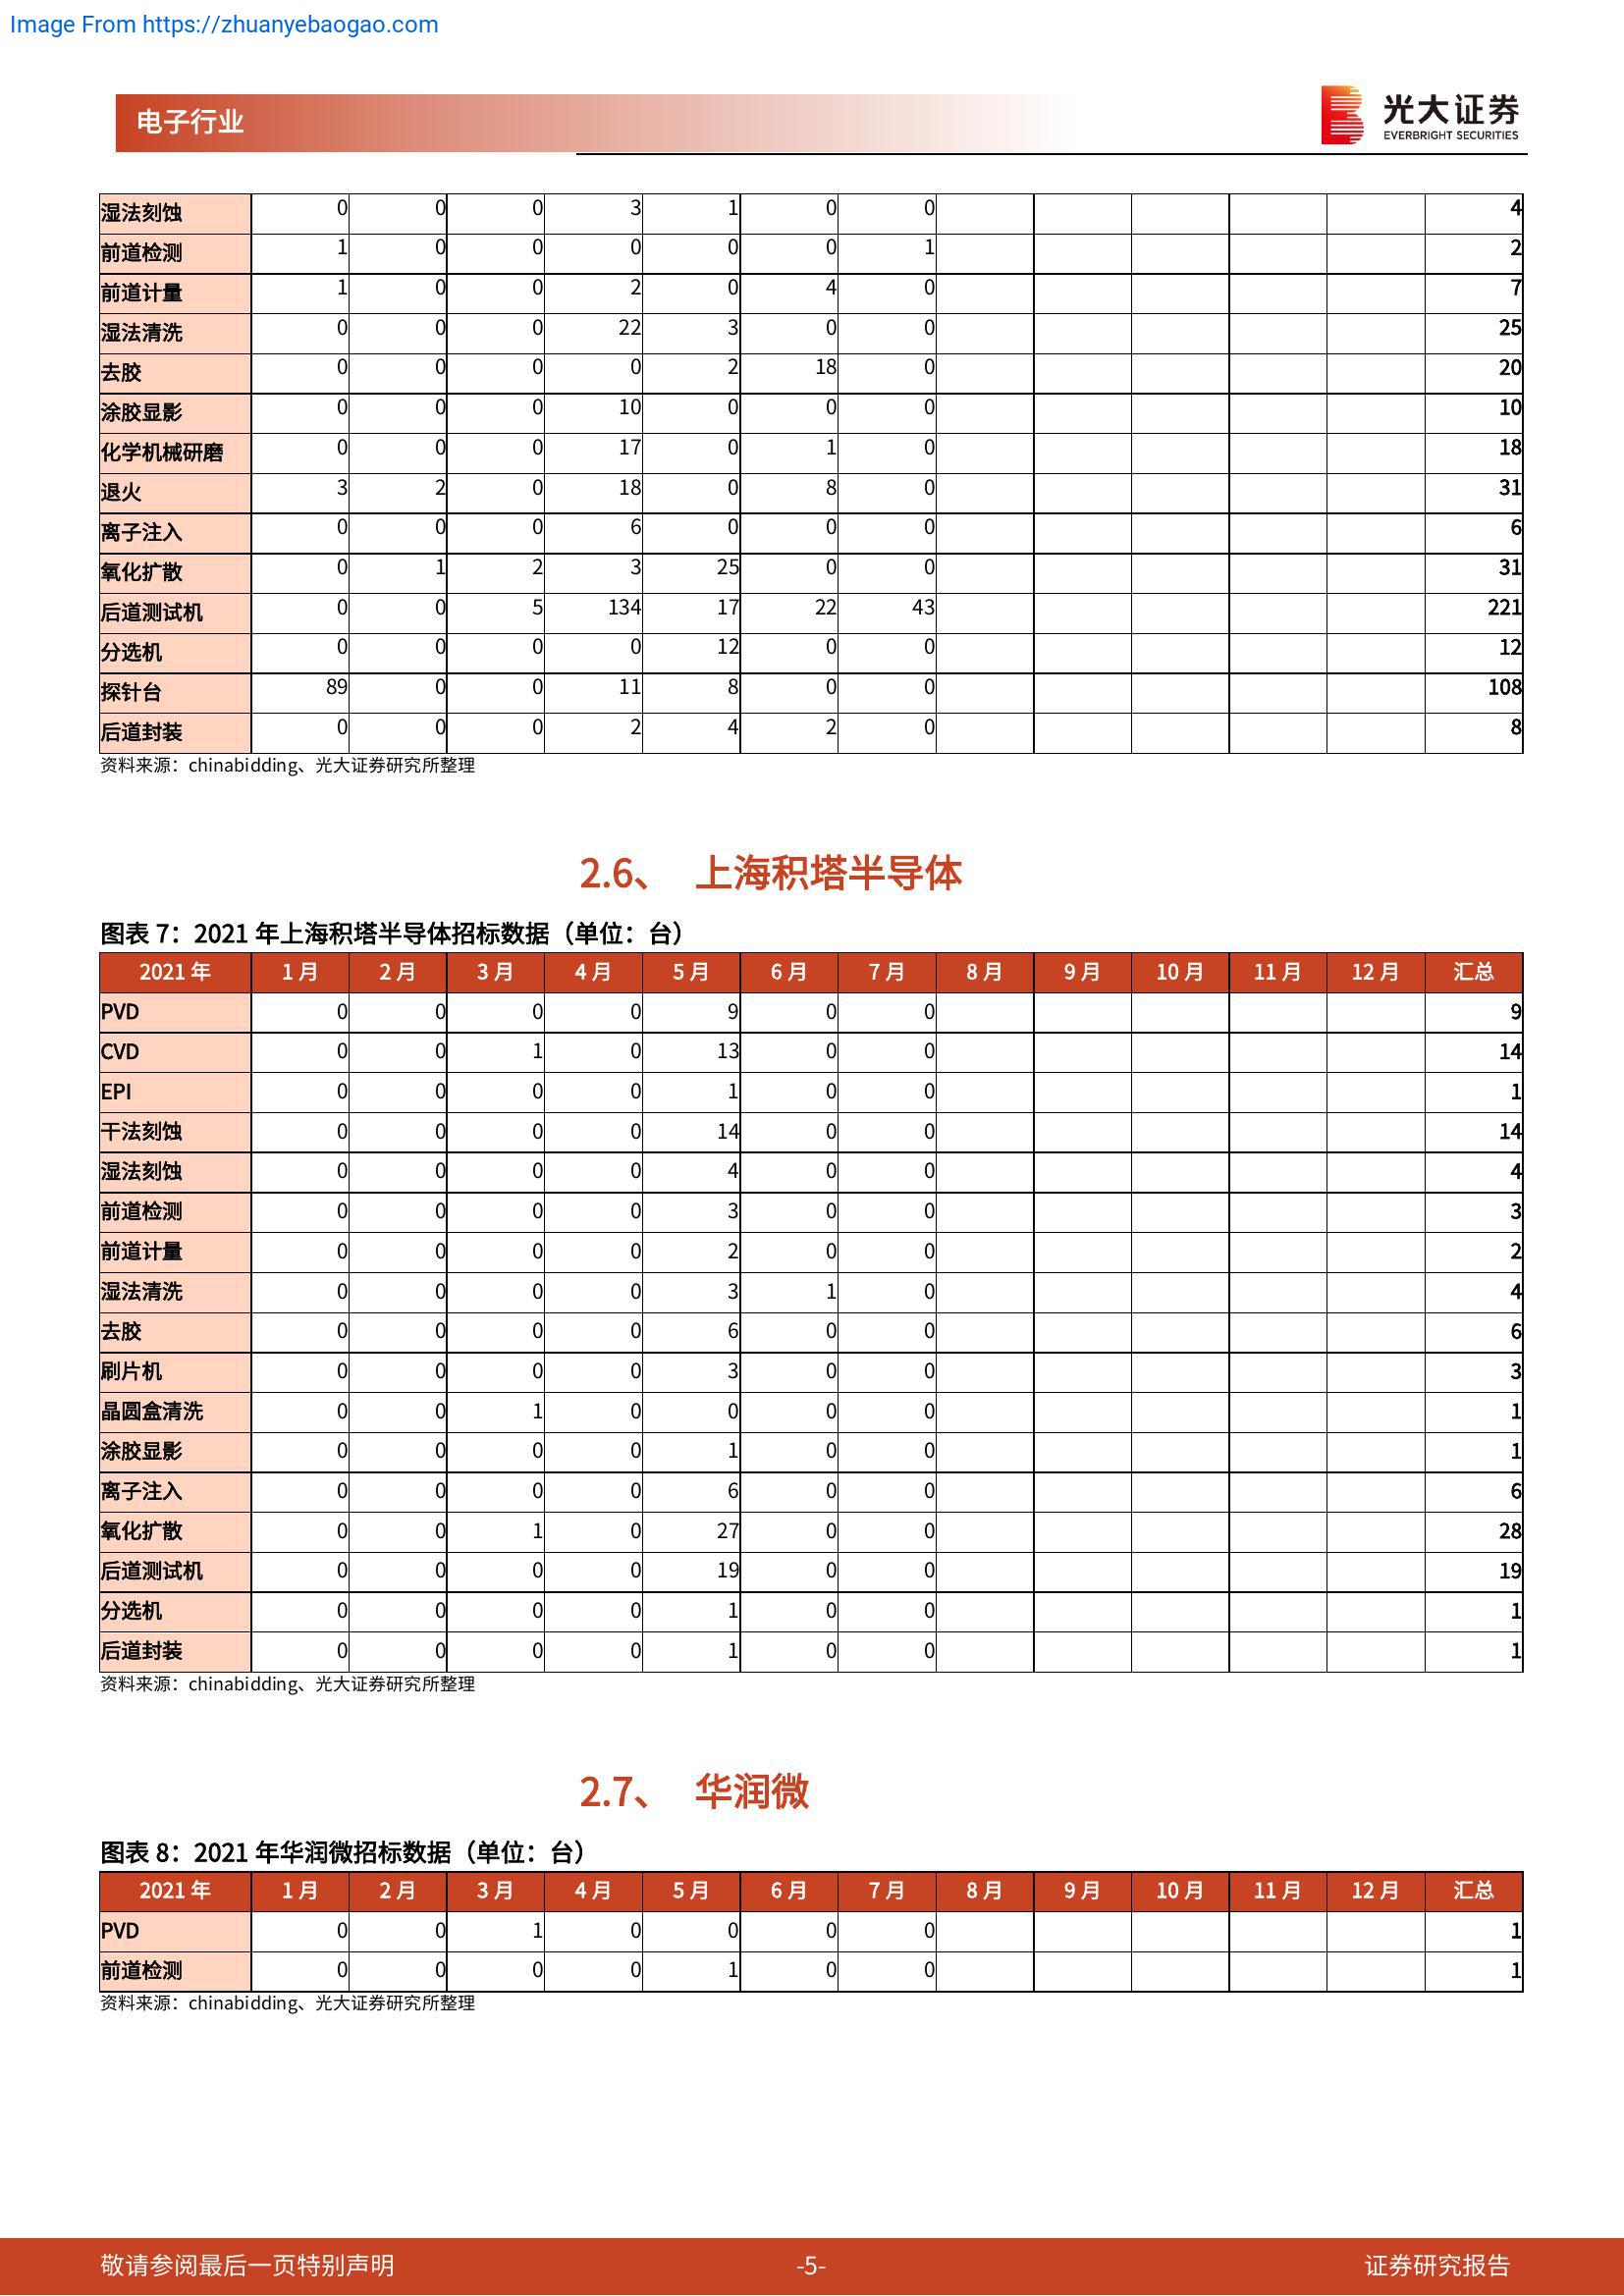 Image From https://zhuanyebaogao.com
电子行业
光大证券
EVERBRIGHT SECURITIES
湿法刻蚀 0 0 0 3 1 0 0 4
前道检测 1 0 0 0 0 0 1 2
前道计量 1 0 0 2 0 4 0 7
湿法清洗 0 0 0 22 3 0 0 25
去胶 0 0 0 0 2 18 0 20
涂胶显影 0 0 0 10 0 0 0 10
化学机械研磨 0 0 0 17 0 1 0 18
退火 3 2 0 18 0 8 0 31
离子注入 0 0 0 6 0 0 0 6
氧化扩散 0 1 2 3 25 0 0 31
后道测试机 0 0 5 134 17 22 43 221
分选机 0 0 0 0 12 0 0 12
探针台 89 0 0 11 8 0 0 108
后道封装 0 0 0 2 4 2 0 8
资料来源：chinabidding、光大证券研究所整理
2.6、 上海积塔半导体
图表 7：2021 年上海积塔半导体招标数据（单位：台）
2021 年 1 月 2 月 3 月 4 月 5 月 6 月 7 月 8 月 9 月 10 月 11 月 12 月 汇总
PVD 0 0 0 0 9 0 0 9
CVD 0 0 1 0 13 0 0 14
EPI 0 0 0 0 1 0 0 1
干法刻蚀 0 0 0 0 14 0 0 14
湿法刻蚀 0 0 0 0 4 0 0 4
前道检测 0 0 0 0 3 0 0 3
前道计量 0 0 0 0 2 0 0 2
湿法清洗 0 0 0 0 3 1 0 4
去胶 0 0 0 0 6 0 0 6
刷片机 0 0 0 0 3 0 0 3
晶圆盒清洗 0 0 1 0 0 0 0 1
涂胶显影 0 0 0 0 1 0 0 1
离子注入 0 0 0 0 6 0 0 6
氧化扩散 0 0 1 0 27 0 0 28
后道测试机 0 0 0 0 19 0 0 19
分选机 0 0 0 0 1 0 0 1
后道封装 0 0 0 0 1 0 0 1
资料来源：chinabidding、光大证券研究所整理
2.7、 华润微
图表 8：2021 年华润微招标数据（单位：台）
2021 年 1 月 2 月 3 月 4 月 5 月 6 月 7 月 8 月 9 月 10 月 11 月 12 月 汇总
PVD 0 0 1 0 0 0 0 1
前道检测 0 0 0 0 1 0 0 1
资料来源：chinabidding、光大证券研究所整理
敬请参阅最后一页特别声明 -5- 证券研究报告